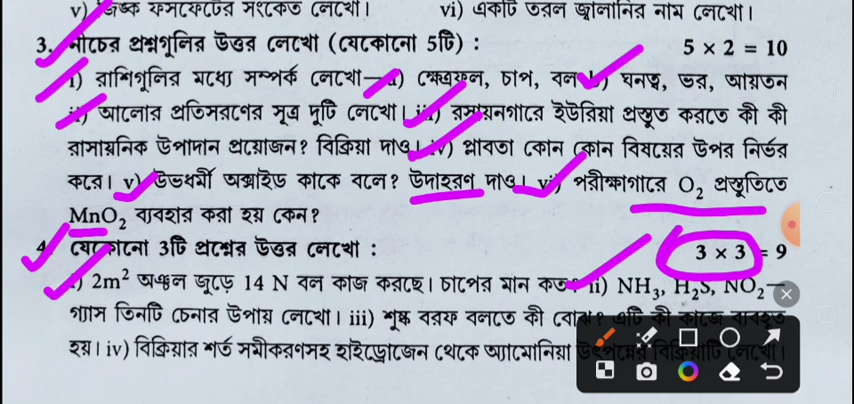 v) জিঙ্ক ফসফেটের সংকেত লেখো। vi) একটি তরল জ্বালানির নাম লেখো।
3. নীচের প্রশ্নগুলির উত্তর লেখো (যেকোনো 5টি) : 5 × 2 = 10
i) রাশিগুলির মধ্যে সম্পর্ক লেখো—a) ক্ষেত্রফল, চাপ, বল b) ঘনত্ব, ভর, আয়তন
ii) আলোর প্রতিসরণের সূত্র দুটি লেখো। iii) রসায়নগারে ইউরিয়া প্রস্তুত করতে কী কী
রাসায়নিক উপাদান প্রয়োজন? বিক্রিয়া দাও। iv) প্লাবতা কোন কোন বিষয়ের উপর নির্ভর
করে। v) উভধর্মী অক্সাইড কাকে বলে? উদাহরণ দাও। vi) পরীক্ষাগারে O₂ প্রস্তুতিতে
MnO₂ ব্যবহার করা হয় কেন?
4. যেকোনো 3টি প্রশ্নের উত্তর লেখো : 3 × 3 = 9
i) 2m² অঞ্চল জুড়ে 14 N বল কাজ করছে। চাপের মান কত? ii) NH₃, H₂S, NO₂—
গ্যাস তিনটি চেনার উপায় লেখো। iii) শুষ্ক বরফ বলতে কী বোঝ? এটি কী কাজে ব্যবহৃত
হয়। iv) বিক্রিয়ার শর্ত সমীকরণসহ হাইড্রোজেন থেকে অ্যামোনিয়া উৎপন্নের বিক্রিয়াটি লেখো।